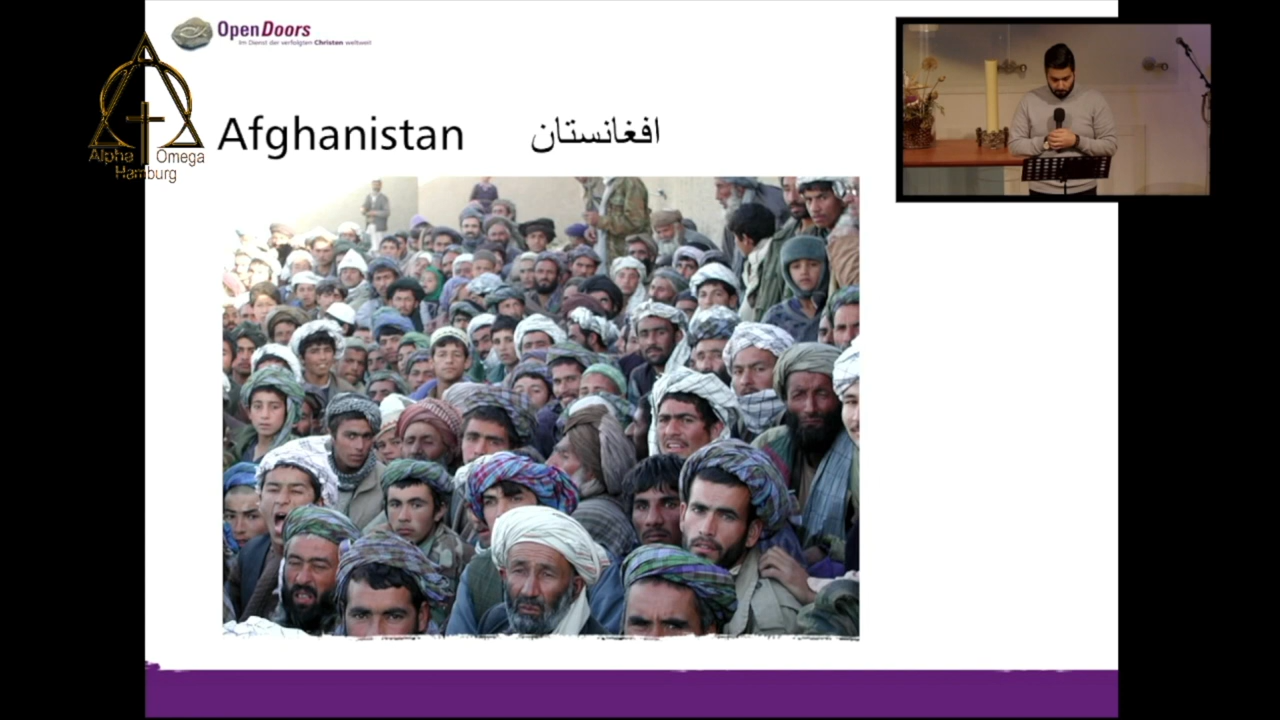 OpenDoors
Im Dienst der verfolgten Christen weltweit
Alpha Omega
Hamburg
Afghanistan افغانستان